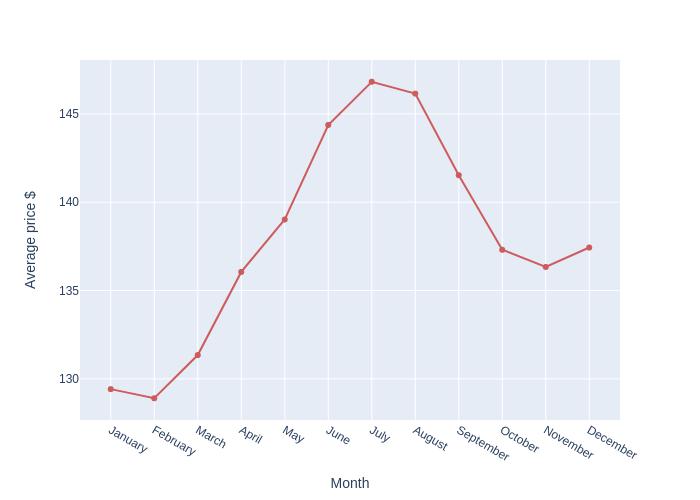 Average price $
145
140
135
130
January
February
March
April
May
June
July
August
September
October
November
December
Month